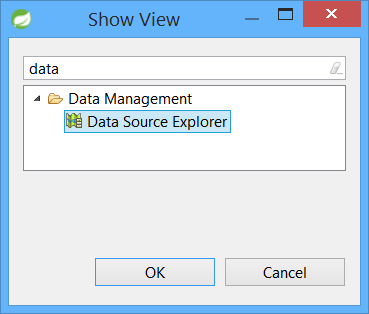 Show View
data
Data Management
Data Source Explorer
OK
Cancel